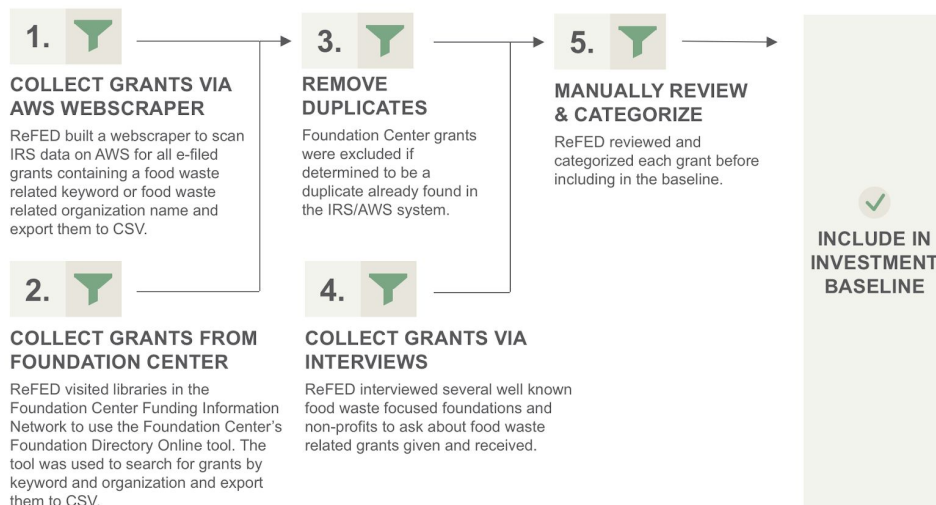 1.
COLLECT GRANTS VIA
AWS WEBSCRAPER
ReFED built a webscraper to scan
IRS data on AWS for all e-filed
grants containing a food waste
related keyword or food waste
related organization name and
export them to CSV.
2.
COLLECT GRANTS FROM
FOUNDATION CENTER
ReFED visited libraries in the
Foundation Center Funding Information
Network to use the Foundation Center's
Foundation Directory Online tool. The
tool was used to search for grants by
keyword and organization and export
them to CSV.
3.
REMOVE
DUPLICATES
Foundation Center grants
were excluded if
determined to be a
duplicate already found in
the IRS/AWS system.
4.
COLLECT GRANTS VIA
INTERVIEWS
ReFED interviewed several well known
food waste focused foundations and
non-profits to ask about food waste
related grants given and received.
5.
MANUALLY REVIEW
& CATEGORIZE
ReFED reviewed and
categorized each grant before
including in the baseline.
INCLUDE IN
INVESTMENT
BASELINE